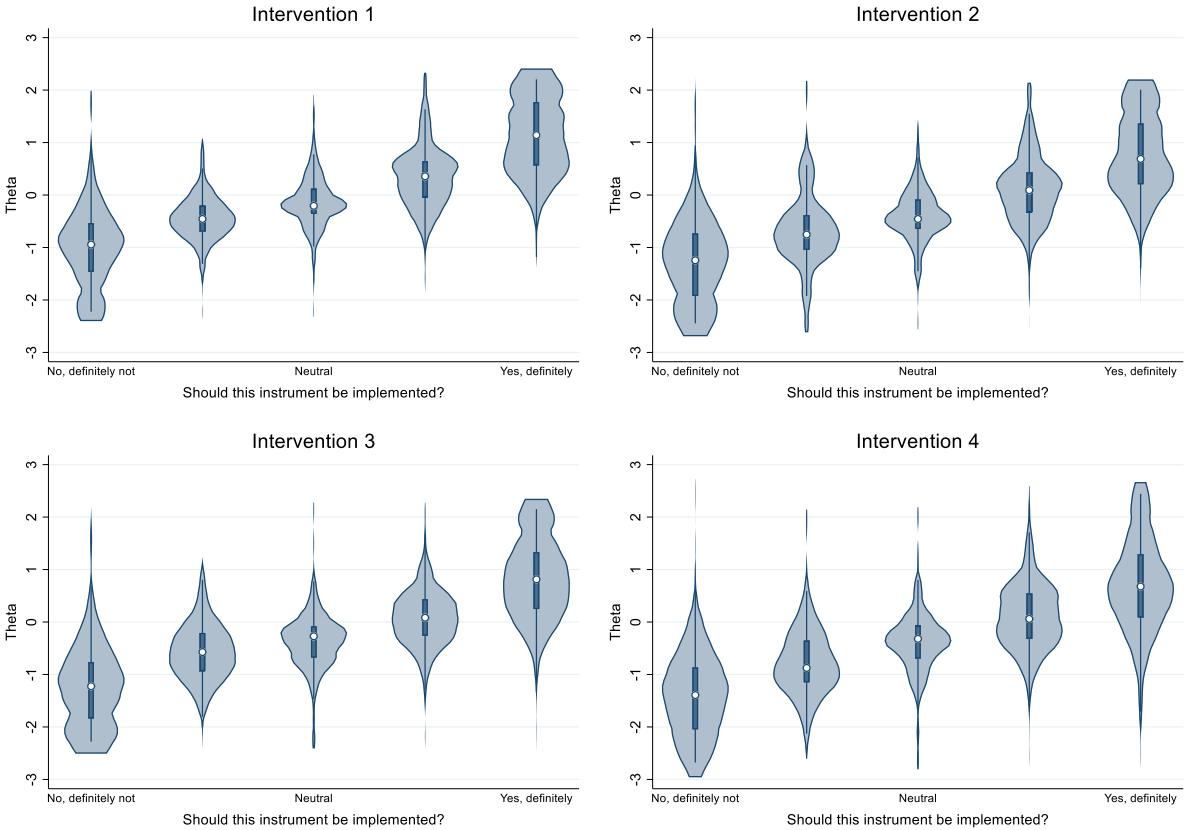 Intervention 1
Theta
3
2
1
0
-1
-2
-3
No, definitely not
Neutral
Yes, definitely
Should this instrument be implemented?
Intervention 2
Theta
3
2
1
0
-1
-2
-3
No, definitely not
Neutral
Yes, definitely
Should this instrument be implemented?
Intervention 3
Theta
3
2
1
0
-1
-2
-3
No, definitely not
Neutral
Yes, definitely
Should this instrument be implemented?
Intervention 4
Theta
3
2
1
0
-1
-2
-3
No, definitely not
Neutral
Yes, definitely
Should this instrument be implemented?